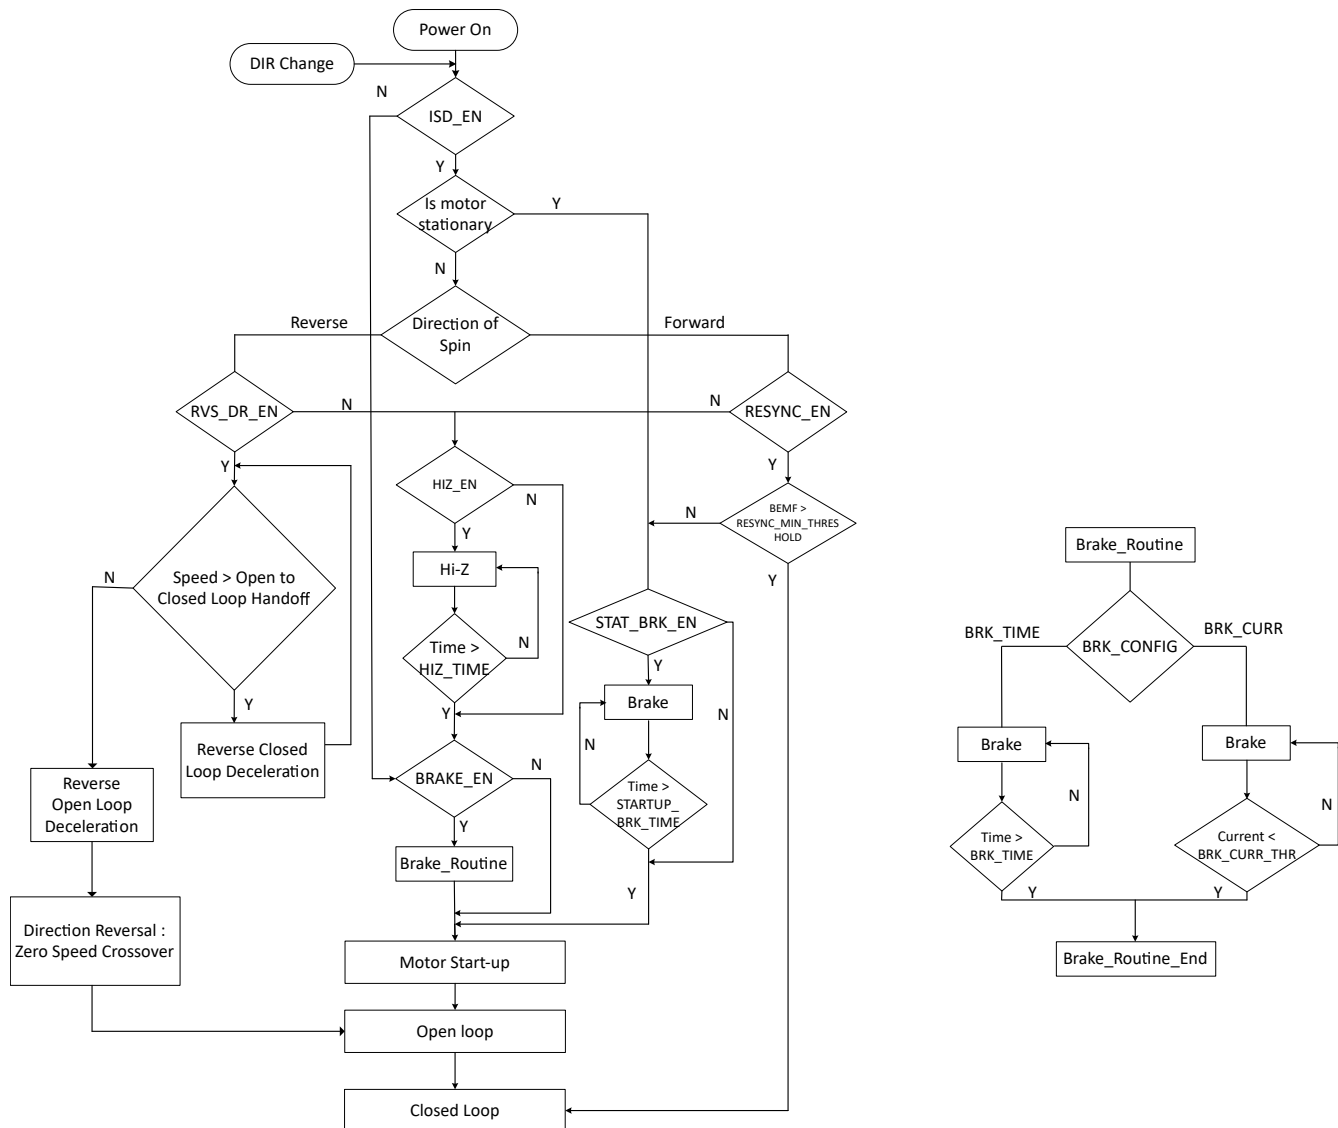 Power On
DIR Change
N
ISD_EN
Y
Is motor
stationary
Y
N
Reverse
Direction of
Spin
Forward
RVS_DR_EN
N
N
RESYNC_EN
Y
Y
HIZ_EN
N
Y
N
BEMF >
RESYNC_MIN_THRES
HOLD
Y
Hi-Z
N
Speed > Open to
Closed Loop Handoff
Y
Time >
HIZ_TIME
N
Y
STAT_BRK_EN
Y
N
Brake
N
Time >
STARTUP_
BRK_TIME
Y
Reverse Closed
Loop Deceleration
Reverse
Open Loop
Deceleration
BRAKE_EN
N
Y
Brake_Routine
Direction Reversal :
Zero Speed Crossover
Motor Start-up
Open loop
Closed Loop
Brake_Routine
BRK_TIME
BRK_CONFIG
BRK_CURR
Brake
N
Time >
BRK_TIME
Y
Brake
N
Current <
BRK_CURR_THR
Y
Brake_Routine_End